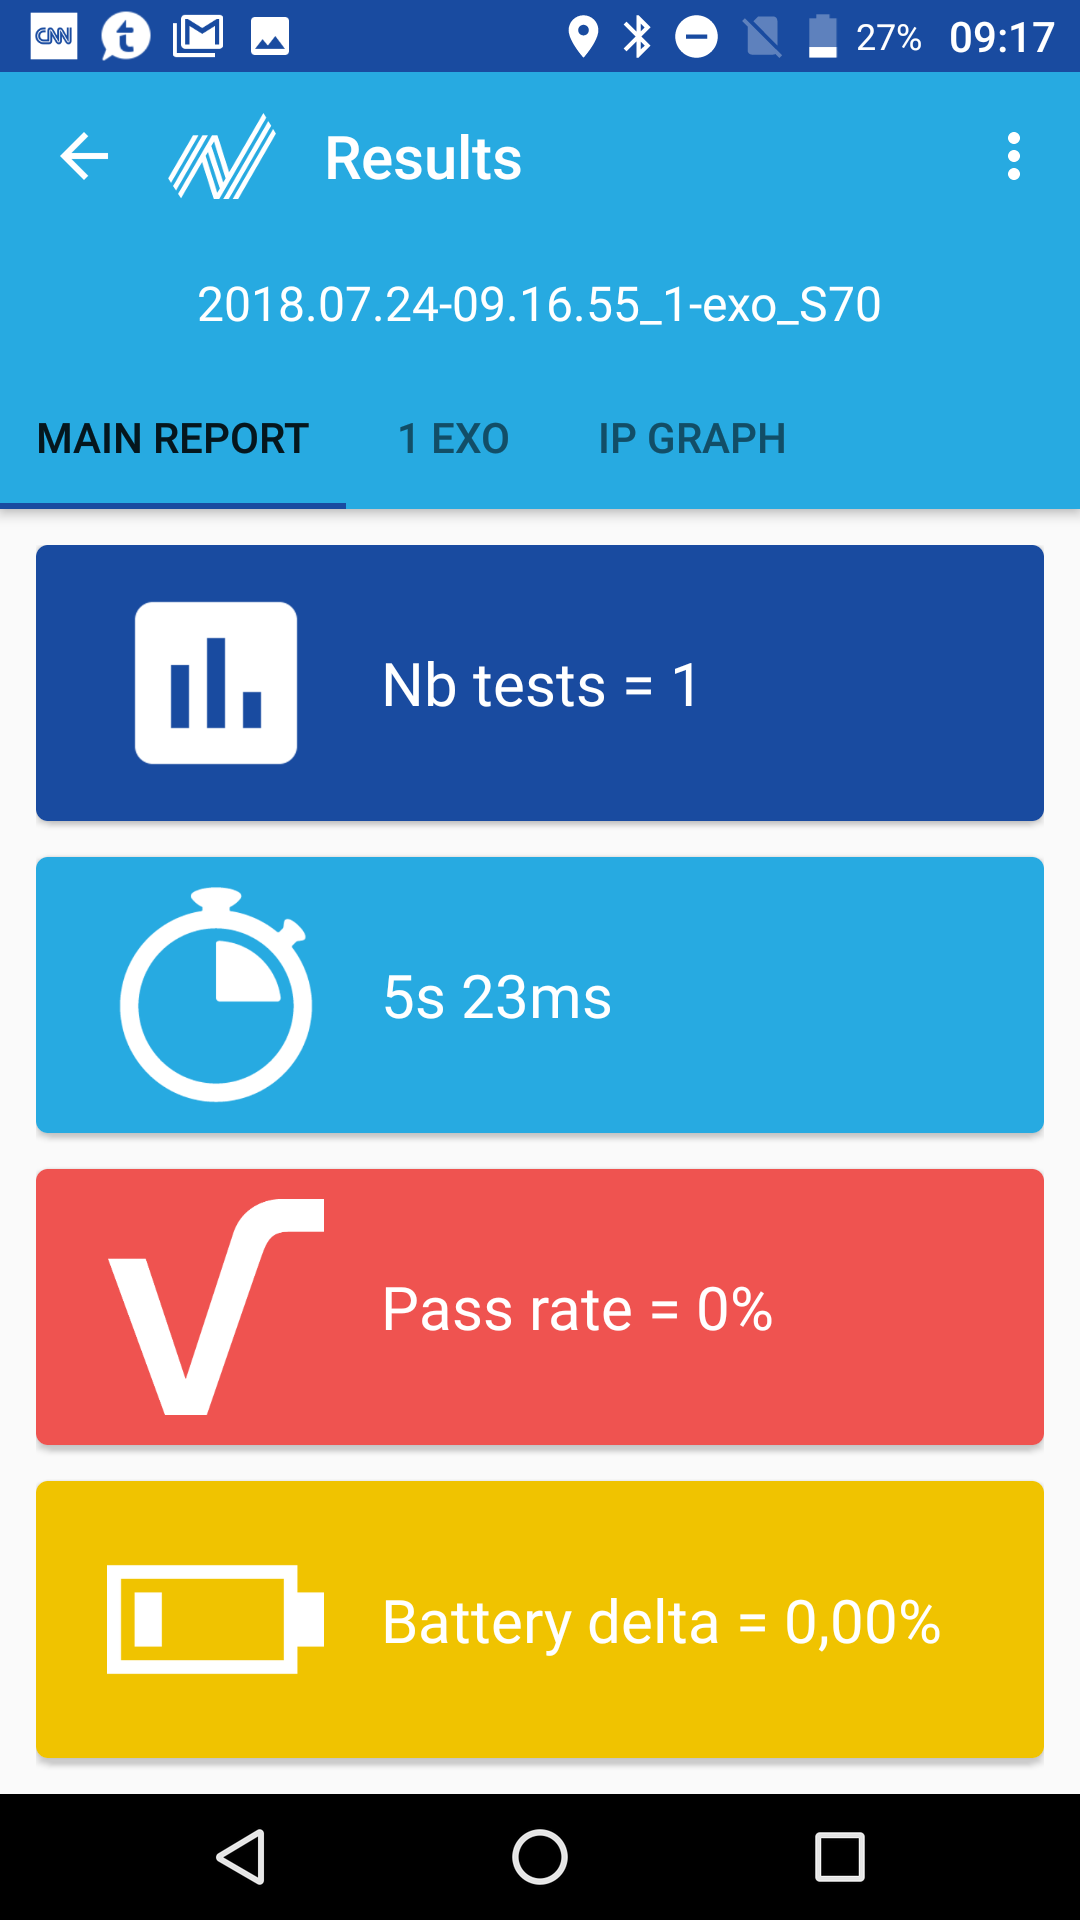 CNN 27% 09:17
Results
2018.07.24-09.16.55_1-exo_S70
MAIN REPORT 1 EXO IP GRAPH
Nb tests = 1
5s 23ms
Pass rate = 0%
Battery delta = 0,00%